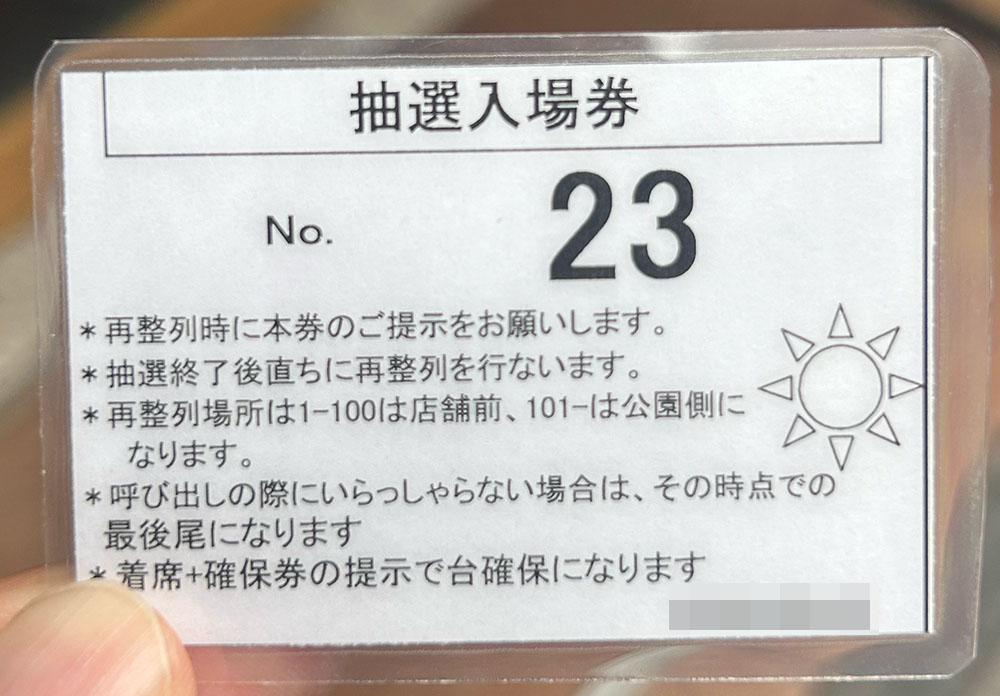 抽選入場券
No. 23
＊再整列時に本券のご提示をお願いします。
＊抽選終了後直ちに再整列を行ないます。
＊再整列場所は1-100は店舗前、101-は公園側に
なります。
＊呼び出しの際にいらっしゃらない場合は、その時点での
最後尾になります
＊着席+確保券の提示で台確保になります